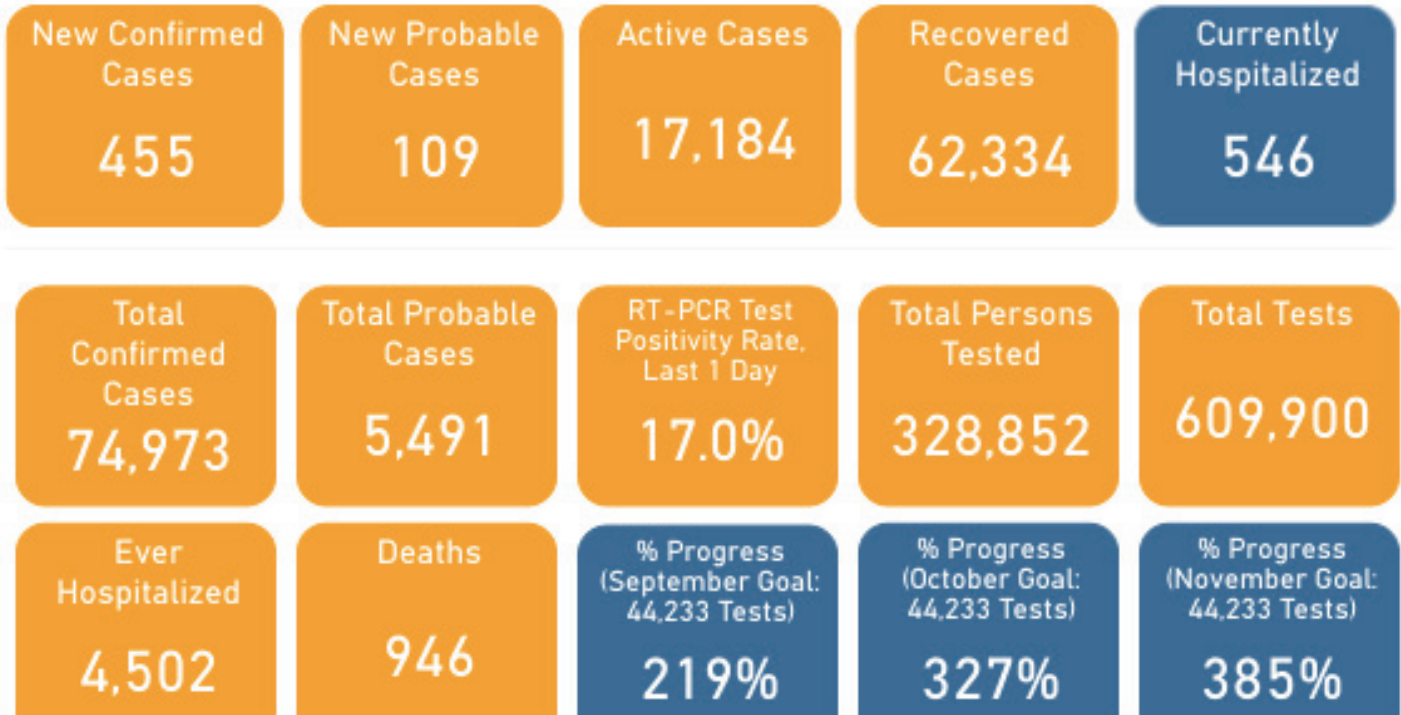 New Confirmed
Cases
455
New Probable
Cases
109
Active Cases
17,184
Recovered
Cases
62,334
Currently
Hospitalized
546
Total
Confirmed
Cases
74,973
Total Probable
Cases
5,491
RT-PCR Test
Positivity Rate,
Last 1 Day
17.0%
Total Persons
Tested
328,852
Total Tests
609,900
Ever
Hospitalized
4,502
Deaths
946
% Progress
(September Goal:
44,233 Tests)
219%
% Progress
(October Goal:
44,233 Tests)
327%
% Progress
(November Goal:
44,233 Tests)
385%